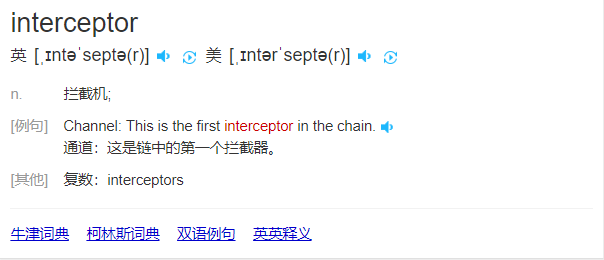 interceptor
英 [ˌɪntəˈseptə(r)] 美 [ˌɪntərˈseptə(r)]
n. 拦截机;
[例句] Channel: This is the first interceptor in the chain.
通道：这是链中的第一个拦截器。
[其他] 复数：interceptors
牛津词典 柯林斯词典 双语例句 英英释义